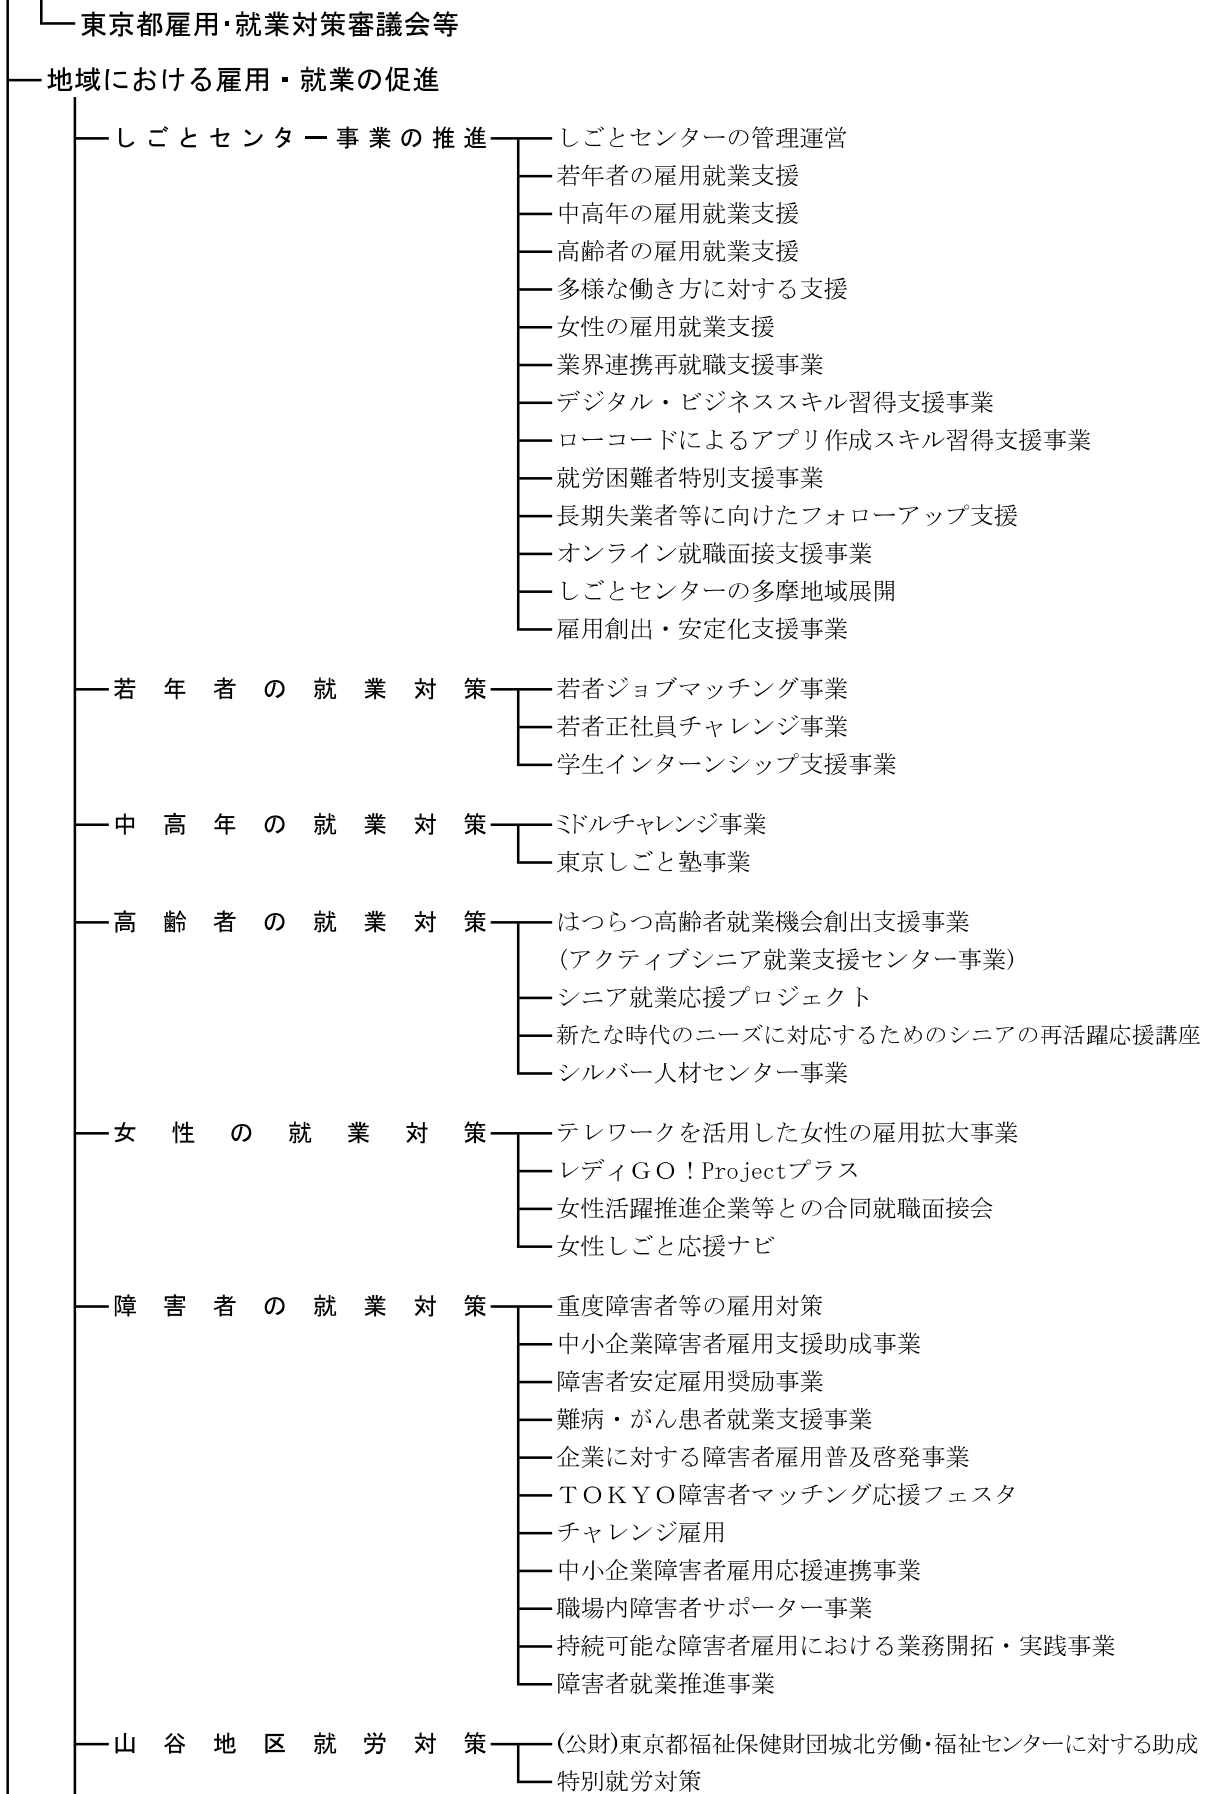 東京都雇用・就業対策審議会等
地域における雇用・就業の促進
しごとセンター事業の推進
しごとセンターの管理運営
若年者の雇用就業支援
中高年の雇用就業支援
高齢者の雇用就業支援
多様な働き方に対する支援
女性の雇用就業支援
業界連携再就職支援事業
デジタル・ビジネススキル習得支援事業
ローコードによるアプリ作成スキル習得支援事業
就労困難者特別支援事業
長期失業者等に向けたフォローアップ支援
オンライン就職面接支援事業
しごとセンターの多摩地域展開
雇用創出・安定化支援事業
若年者の就業対策
若者ジョブマッチング事業
若者正社員チャレンジ事業
学生インターンシップ支援事業
中高年の就業対策
ミドルチャレンジ事業
東京しごと塾事業
高齢者の就業対策
はつらつ高齢者就業機会創出支援事業
(アクティブシニア就業支援センター事業)
シニア就業応援プロジェクト
新たな時代のニーズに対応するためのシニアの再活躍応援講座
シルバー人材センター事業
女性の就業対策
テレワークを活用した女性の雇用拡大事業
レディGO!Projectプラス
女性活躍推進企業等との合同就職面接会
女性しごと応援ナビ
障害者の就業対策
重度障害者等の雇用対策
中小企業障害者雇用支援助成事業
障害者安定雇用奨励事業
難病・がん患者就業支援事業
企業に対する障害者雇用普及啓発事業
TOKYO障害者マッチング応援フェスタ
チャレンジ雇用
中小企業障害者雇用応援連携事業
職場内障害者サポーター事業
持続可能な障害者雇用における業務開拓・実践事業
障害者就業推進事業
山谷地区就労対策
(公財)東京都福祉保健財団城北労働・福祉センターに対する助成
特別就労対策